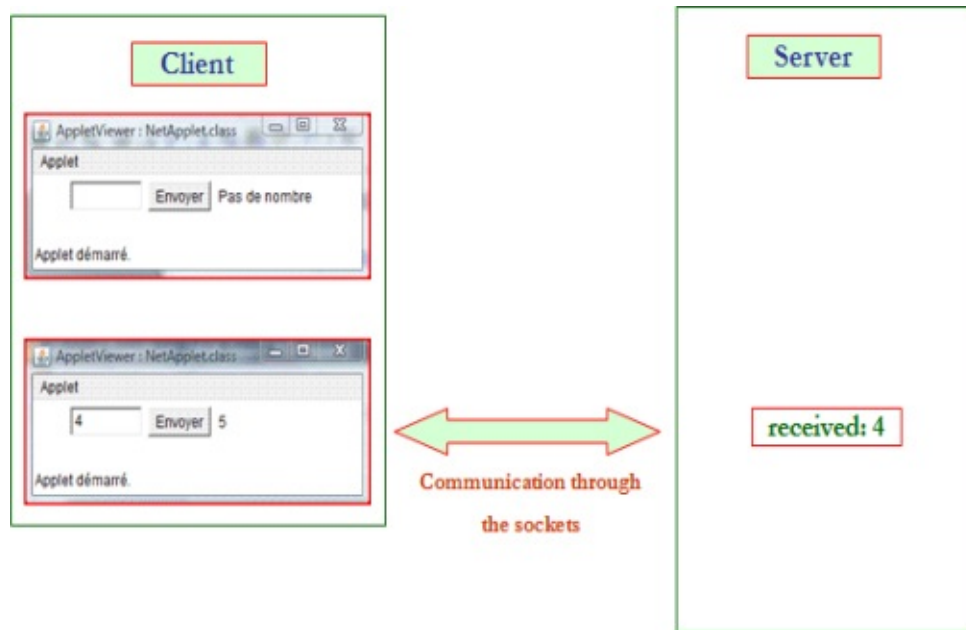 Client
AppletViewer : NetApplet.class
Applet
Envoyer Pas de nombre
Applet démarré.
AppletViewer : NetApplet.class
Applet
4 Envoyer 5
Applet démarré.
Communication through
the sockets
Server
received: 4